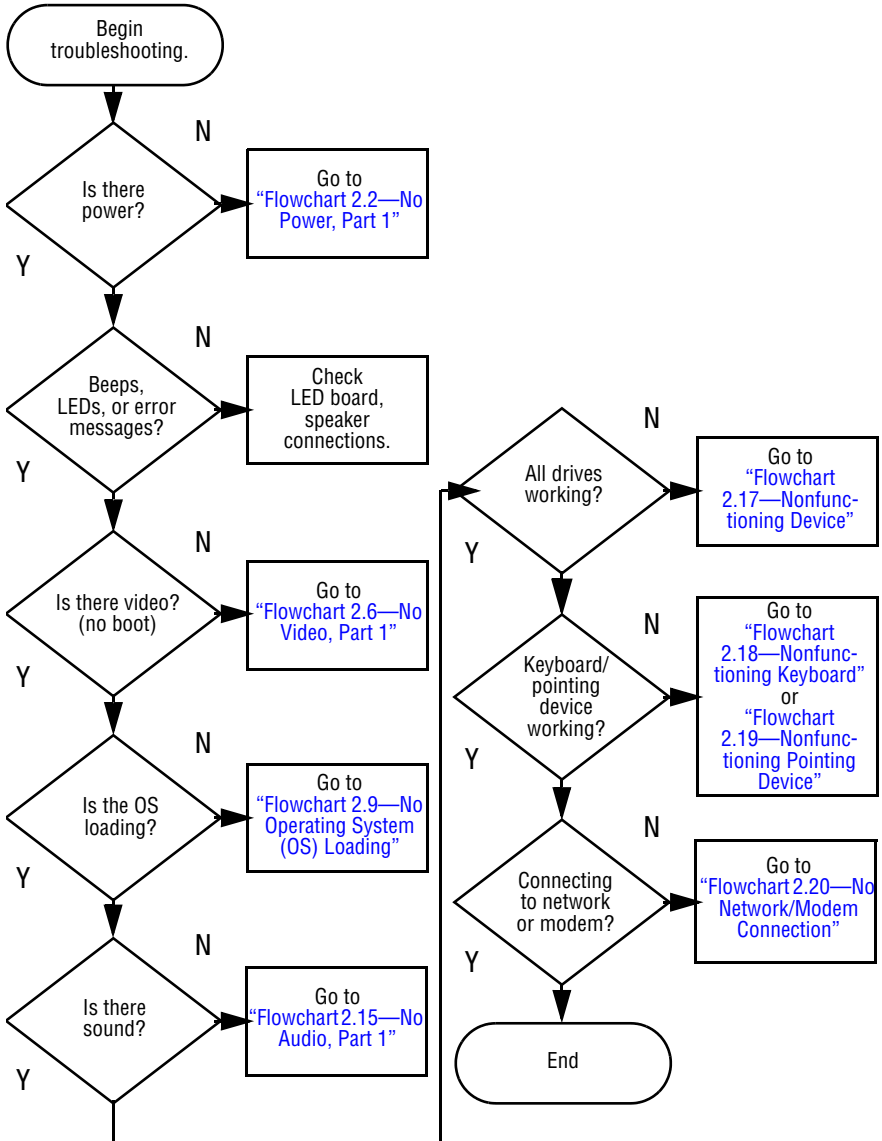 Begin
troubleshooting.
N
Is there
power?
Go to
“Flowchart 2.2—No
Power, Part 1”
Y
N
Beeps,
LEDs, or error
messages?
Check
LED board,
speaker
connections.
Y
N
Is there video?
(no boot)
Go to
“Flowchart 2.6—No
Video, Part 1”
Y
N
Is the OS
loading?
Go to
“Flowchart 2.9—No
Operating System
(OS) Loading”
Y
N
Is there
sound?
Go to
“Flowchart 2.15—No
Audio, Part 1”
Y
N
All drives
working?
Go to
“Flowchart
2.17—Nonfunc-
tioning Device”
Y
N
Keyboard/
pointing
device
working?
Go to
“Flowchart
2.18—Nonfunc-
tioning Keyboard”
or
“Flowchart
2.19—Nonfunc-
tioning Pointing
Device”
Y
N
Connecting
to network
or modem?
Go to
“Flowchart 2.20—No
Network/Modem
Connection”
Y
End